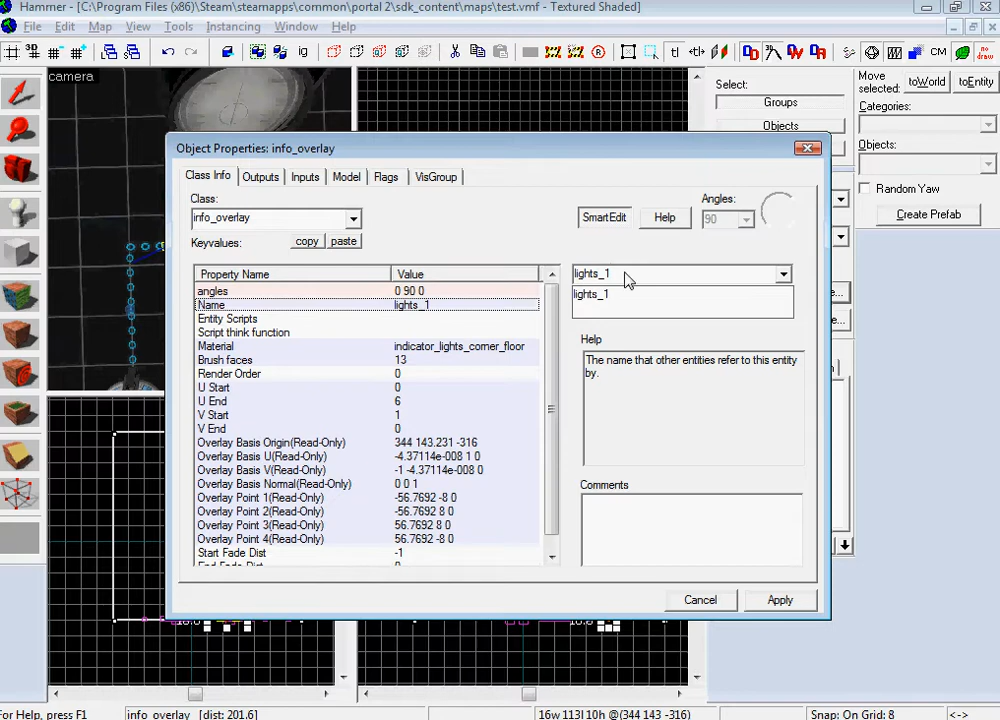 Hammer - [C:\Program Files (x86)\Steam\steamapps\common\portal 2\sdk_content\maps\test.vmf - Textured Shaded]
File Edit Map View Tools Instancing Window Help
3D ig tl CM
camera
Select:
Groups
Objects
Move
selected:
toWorld
toEntity
Categories:
Objects:
Random Yaw
Create Prefab
Object Properties: info_overlay
Class Info Outputs Inputs Model Flags VisGroup
Class:
info_overlay
SmartEdit
Help
Angles:
90
Keyvalues:
copy
paste
Property Name Value
angles 0 90 0
Name lights_1
Entity Scripts
Script think function
Material indicator_lights_corner_floor
Brush faces 13
Render Order 0
U Start 0
U End 6
V Start 1
V End 0
Overlay Basis Origin(Read-Only) 344 143.231 -316
Overlay Basis U(Read-Only) -4.37114e-008 1 0
Overlay Basis V(Read-Only) -1 -4.37114e-008 0
Overlay Basis Normal(Read-Only) 0 0 1
Overlay Point 1(Read-Only) -56.7692 -8 0
Overlay Point 2(Read-Only) -56.7692 8 0
Overlay Point 3(Read-Only) 56.7692 8 0
Overlay Point 4(Read-Only) 56.7692 -8 0
Start Fade Dist -1
End Fade Dist 0
lights_1
lights_1
Help
The name that other entities refer to this entity
by.
Comments
Cancel
Apply
For Help, press F1
info_overlay [dist: 201.6]
16w 113l 10h @(344 143 -316)
Snap: On Grid: 8
<->